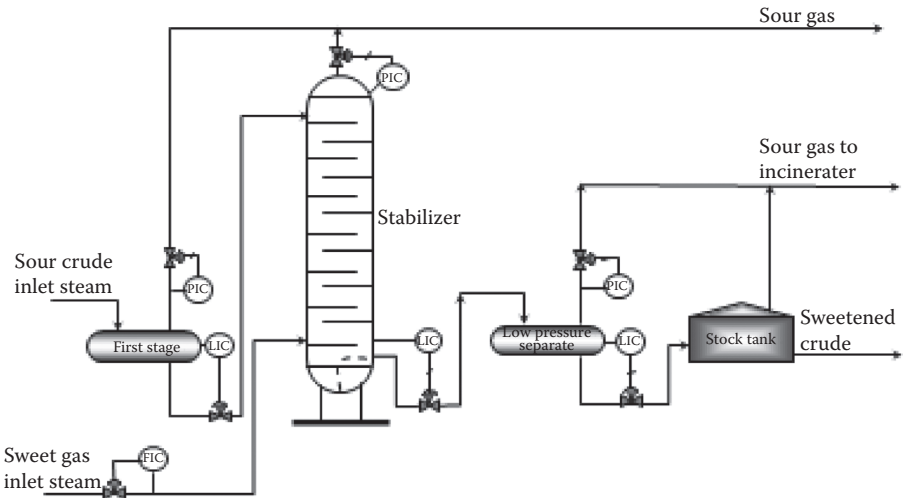 Sour gas
PIC
Sour gas to
incinerater
Stabilizer
Sour crude
inlet steam
PIC
PIC
First stage
LIC
LIC
Low pressure
separate
LIC
Stock tank
Sweetened
crude
Sweet gas
inlet steam
FIC